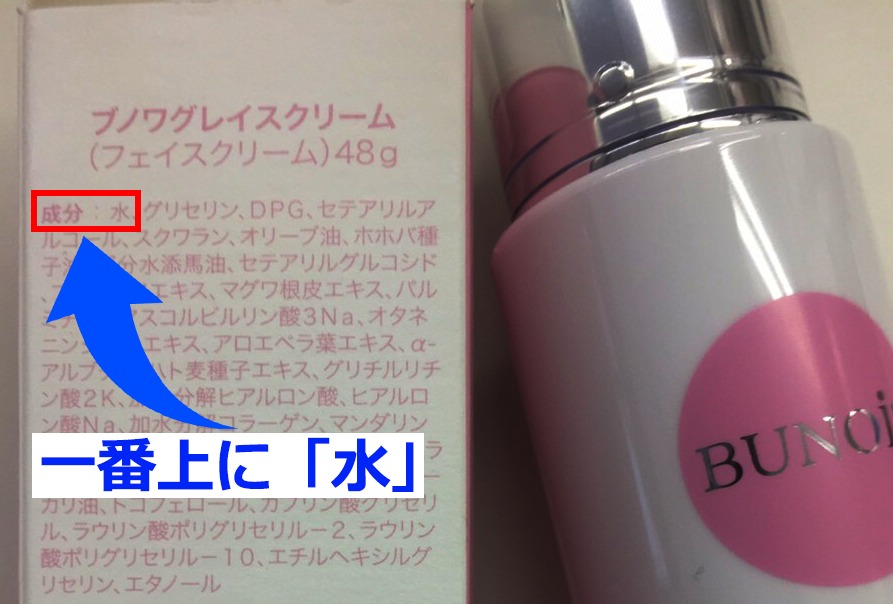 ブノワグレイスクリーム
(フェイスクリーム)48g
成分:水、グリセリン、DPG、セテアリルア
ルコール、スクワラン、オリーブ油、ホホバ種
子 分水添馬油、セテアリルグルコシド
エキス、マグワ根皮エキス、パル
アスコルビルリン酸3Na、オタネ
ニン エキス、アロエベラ葉エキス、α-
アルブ ハト麦種子エキス、グリチルリチ
ン酸2K、加 分解ヒアルロン酸、ヒアルロ
ン酸Na、加水分解コラーゲン、マンダリン
一番上に「水」
ラ
カリ油、トコフェロール、カプリン酸グリセリ
ル、ラウリン酸ポリグリセリル-2、ラウリン
酸ポリグリセリル-10、エチルヘキシルグ
リセリン、エタノール
BUNOi